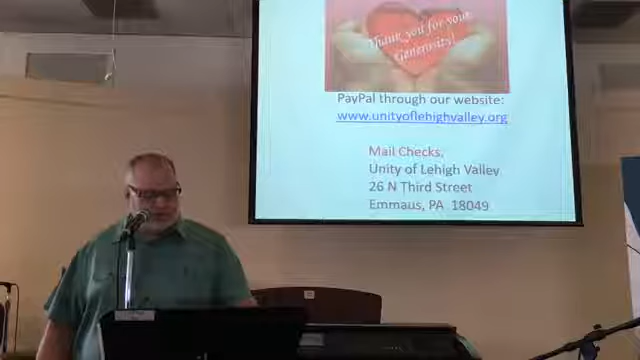 Thank you for your
Generosity!
PayPal through our website:
www.unityoflehighvalley.org
Mail Checks,
Unity of Lehigh Valley
26 N Third Street
Emmaus, PA 18049